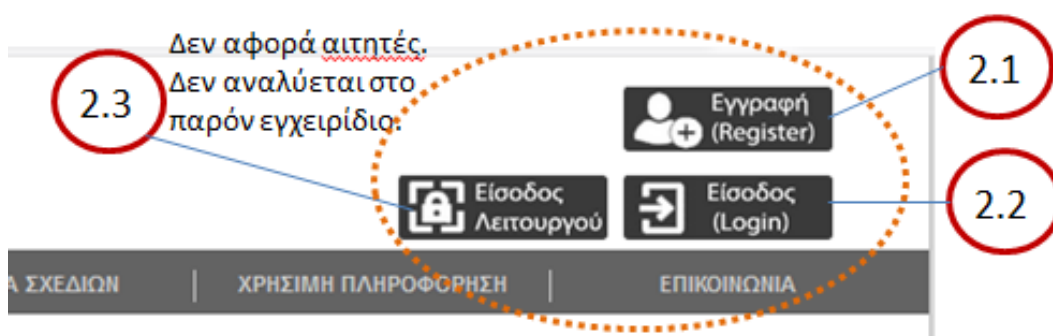 Δεν αφορά αιτητές.
Δεν αναλύεται στο
παρόν εγχειρίδιο.
2.3
2.1
Εγγραφή
(Register)
Είσοδος
Λειτουργού
Είσοδος
(Login)
2.2
Α ΣΧΕΔΙΩΝ | ΧΡΗΣΙΜΗ ΠΛΗΡΟΦΟΡΗΣΗ | ΕΠΙΚΟΙΝΩΝΙΑ